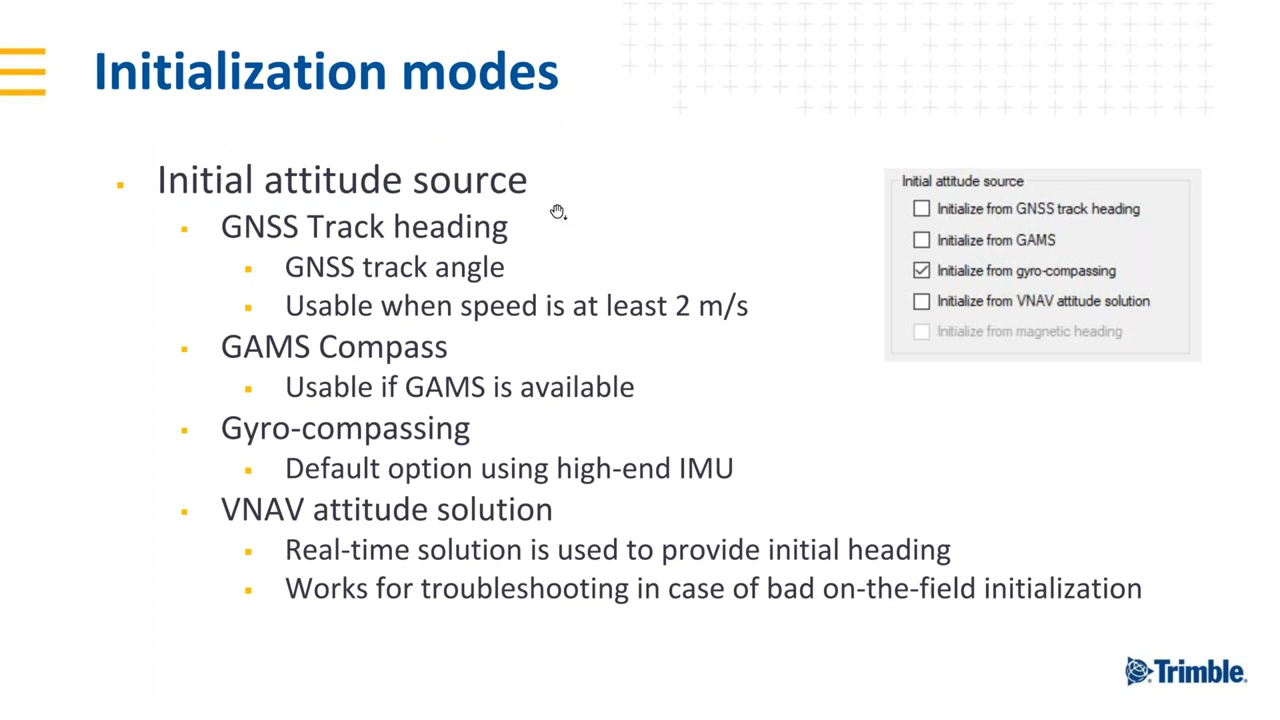 Initialization modes
Initial attitude source
GNSS Track heading
GNSS track angle
Usable when speed is at least 2 m/s
GAMS Compass
Usable if GAMS is available
Gyro-compassing
Default option using high-end IMU
VNAV attitude solution
Real-time solution is used to provide initial heading
Works for troubleshooting in case of bad on-the-field initialization
Initial attitude source
Initialize from GNSS track heading
Initialize from GAMS
Initialize from gyro-compassing
Initialize from VNAV attitude solution
Initialize from magnetic heading
Trimble.